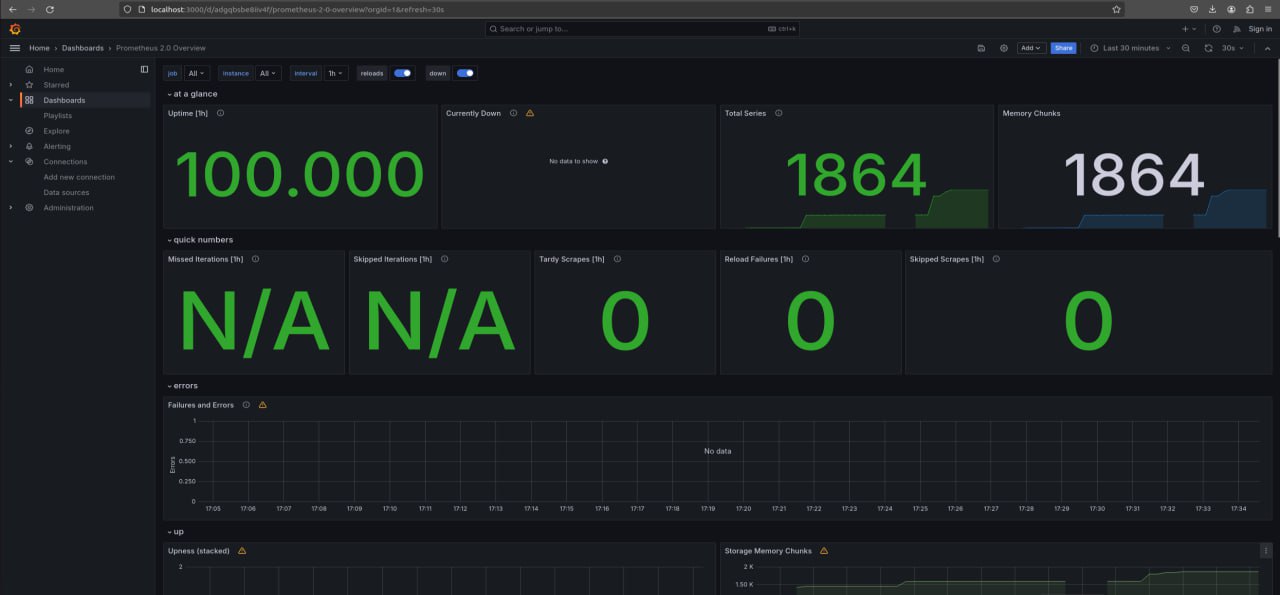 localhost:3000/d/adgqbsbe8iiv4f/prometheus-2-0-overview?orgId=1&refresh=30s
Search or jump to...
ctrl+k
Sign in
Home › Dashboards › Prometheus 2.0 Overview
Add
Share
Last 30 minutes
30s
Home
Starred
Dashboards
Playlists
Explore
Alerting
Connections
Add new connection
Data sources
Administration
job All instance All interval 1h reloads down
at a glance
Uptime [1h]
100.000
Currently Down
No data to show
Total Series
1864
Memory Chunks
1864
quick numbers
Missed Iterations [1h]
N/A
Skipped Iterations [1h]
N/A
Tardy Scrapes [1h]
0
Reload Failures [1h]
0
Skipped Scrapes [1h]
0
errors
Failures and Errors
Errors
1
0.750
0.500
0.250
0
No data
17:05 17:06 17:07 17:08 17:09 17:10 17:11 17:12 17:13 17:14 17:15 17:16 17:17 17:18 17:19 17:20 17:21 17:22 17:23 17:24 17:25 17:26 17:27 17:28 17:29 17:30 17:31 17:32 17:33 17:34
up
Upness (stacked)
2
Storage Memory Chunks
2 K
1.50 K